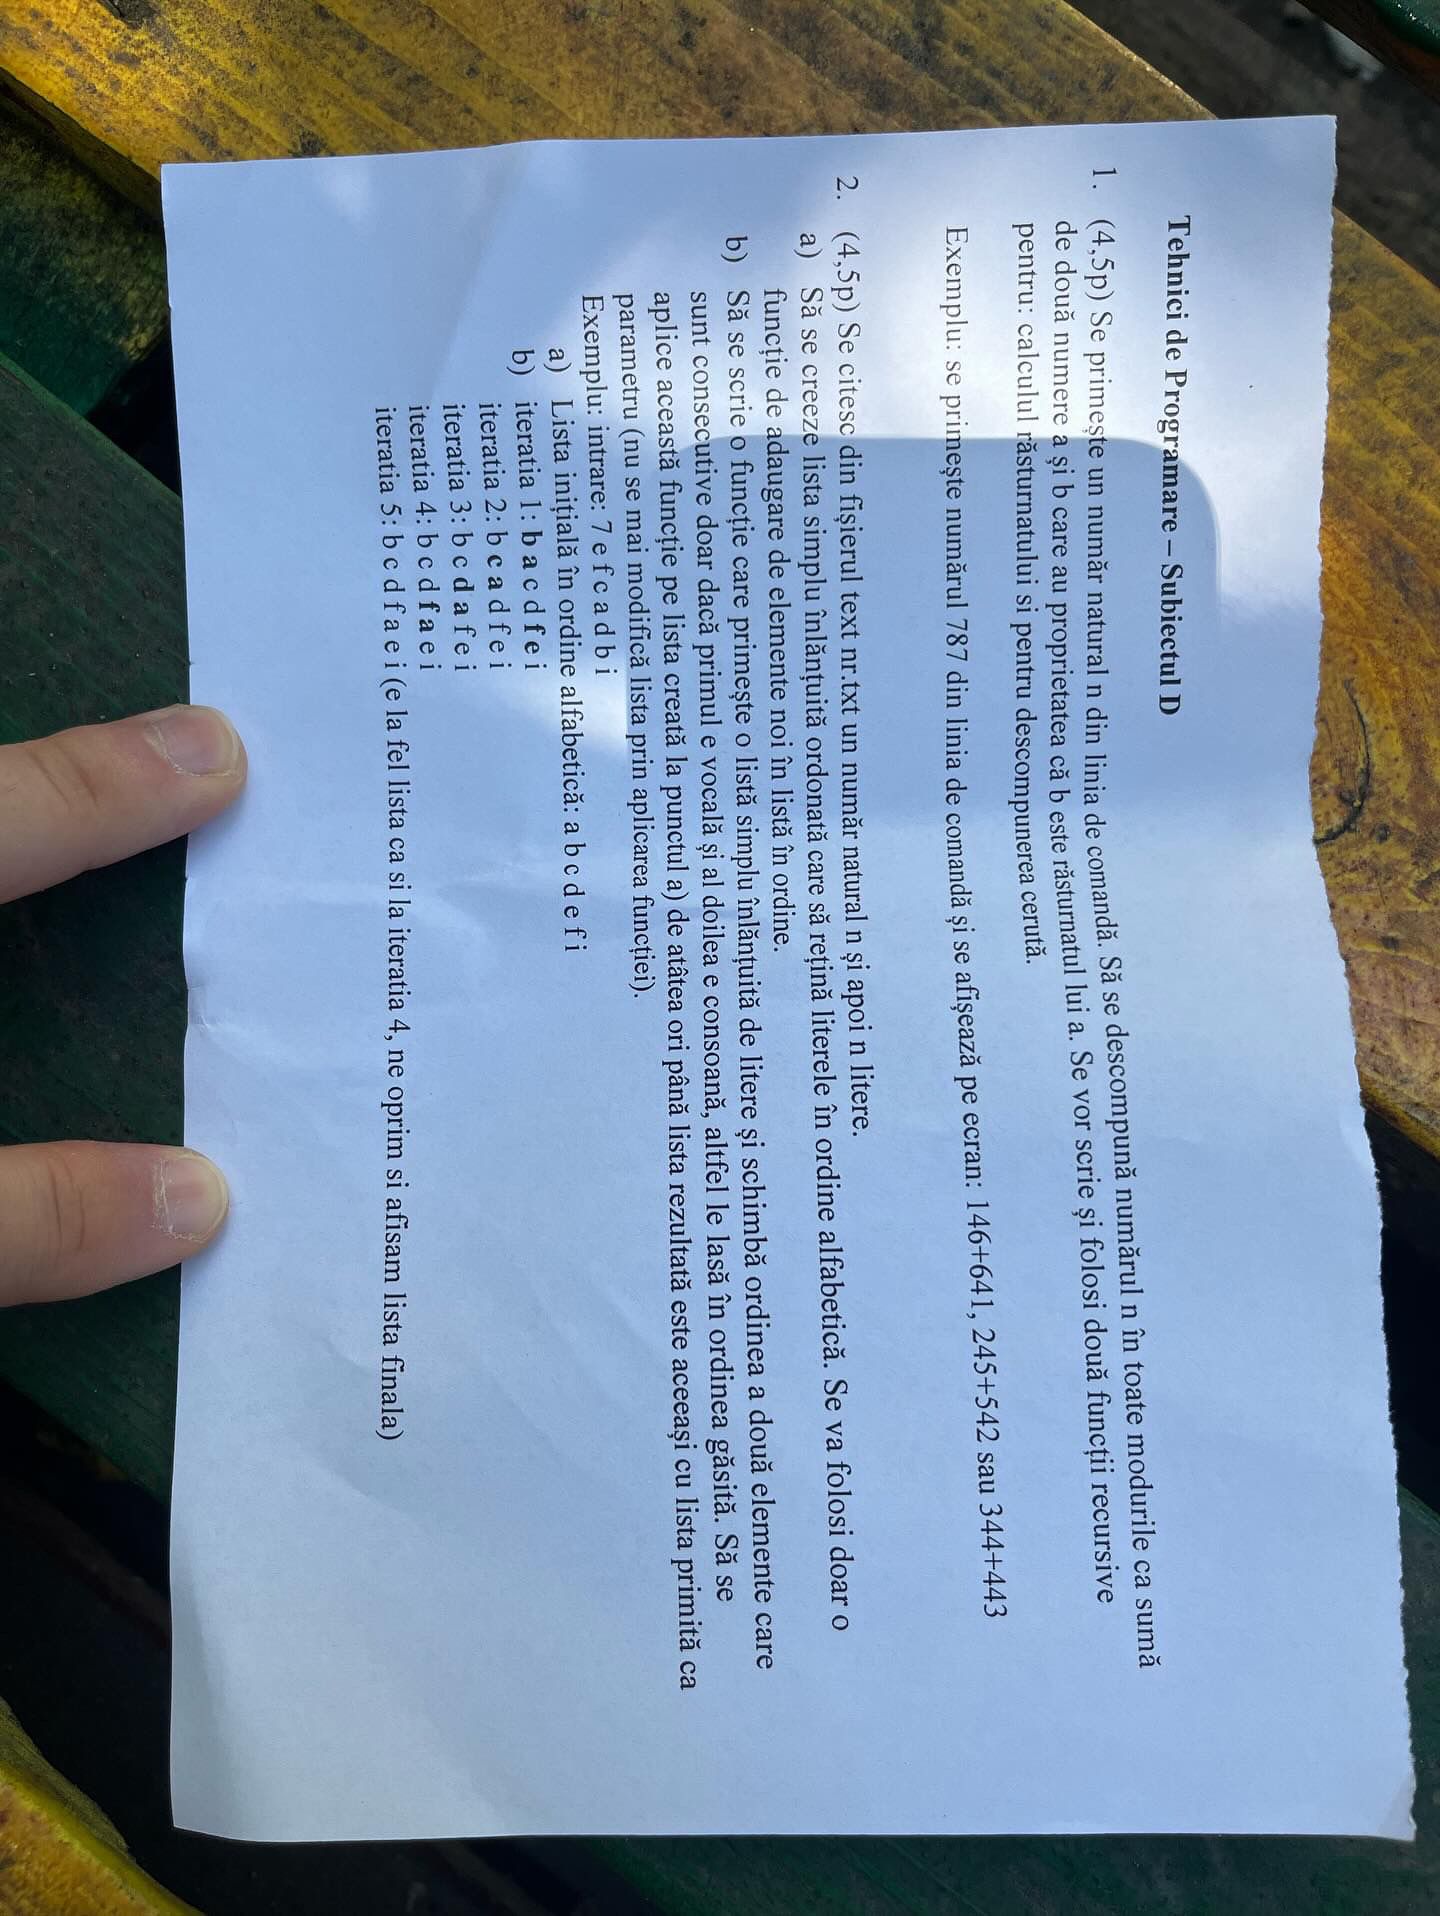 Tehnici de Programare – Subiectul D
1. (4,5p) Se primește un număr natural n din linia de comandă. Să se descompună numărul n în toate modurile ca sumă
de două numere a și b care au proprietatea că b este răsturnatul lui a. Se vor scrie și folosi două funcții recursive
pentru: calculul răsturnatului si pentru descompunerea cerută.
Exemplu: se primește numărul 787 din linia de comandă și se afișează pe ecran: 146+641, 245+542 sau 344+443
2. (4,5p) Se citesc din fișierul text nr.txt un număr natural n și apoi n litere.
a) Să se creeze lista simplu înlănțuită ordonată care să rețină literele în ordine alfabetică. Se va folosi doar o
funcție de adaugare de elemente noi în listă în ordine.
b) Să se scrie o funcție care primește o listă simplu înlănțuită de litere și schimbă ordinea a două elemente care
sunt consecutive doar dacă primul e vocală și al doilea e consoană, altfel le lasă în ordinea găsită. Să se
aplice această funcție pe lista creată la punctul a) de atâtea ori până lista rezultată este aceeași cu lista primită ca
parametru (nu se mai modifică lista prin aplicarea funcției).
Exemplu: intrare: 7 e f c a d b i
a) Lista inițială în ordine alfabetică: a b c d e f i
b) iteratia 1: b a c d f e i
iteratia 2: b c a d f e i
iteratia 3: b c d a f e i
iteratia 4: b c d f a e i
iteratia 5: b c d f a e i (e la fel lista ca si la iteratia 4, ne oprim si afisam lista finala)